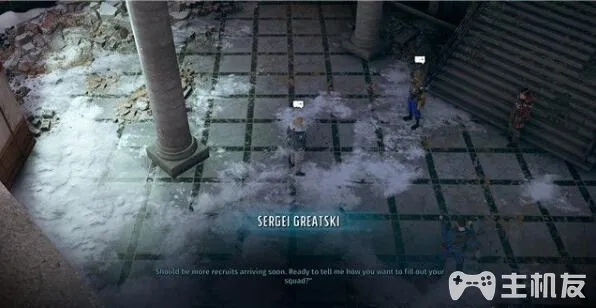 SERGEI GREATSKI
Should be more recruits arriving soon. Ready to tell me how you want to fill out your
squad?"
主机友